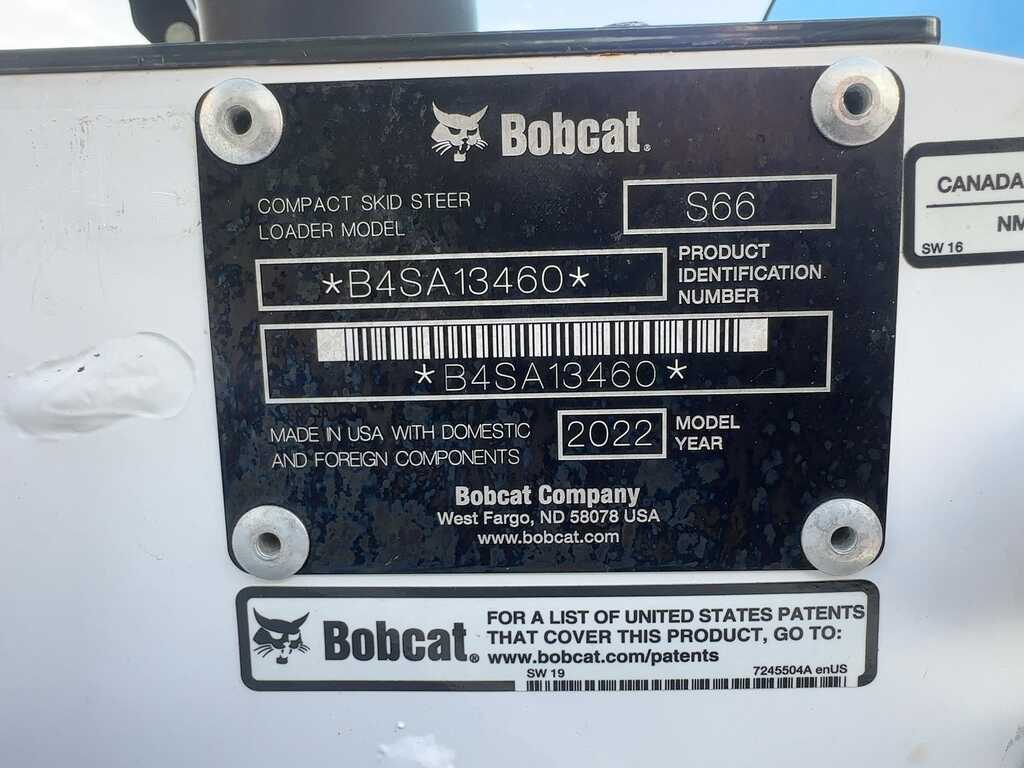 Bobcat®
COMPACT SKID STEER
LOADER MODEL
S66
*B4SA13460*
PRODUCT
IDENTIFICATION
NUMBER
*B4SA13460*
MADE IN USA WITH DOMESTIC
AND FOREIGN COMPONENTS
2022
MODEL
YEAR
Bobcat Company
West Fargo, ND 58078 USA
www.bobcat.com
CANADA
NM
SW 16
Bobcat®
FOR A LIST OF UNITED STATES PATENTS
THAT COVER THIS PRODUCT, GO TO:
www.bobcat.com/patents
SW 19
7245504A enUS